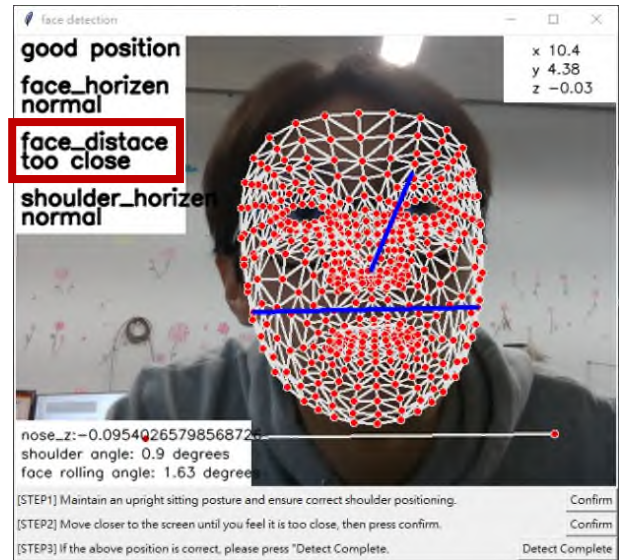 face detection
good position
face_horizen
normal
face_distace
too close
shoulder_horizen
normal
x 10.4
y 4.38
z -0.03
nose_z:-0.09540265798568726
shoulder angle: 0.9 degrees
face rolling angle: 1.63 degrees
[STEP1] Maintain an upright sitting posture and ensure correct shoulder positioning. Confirm
[STEP2] Move closer to the screen until you feel it is too close, then press confirm. Confirm
[STEP3] If the above position is correct, please press "Detect Complete. Detect Complete